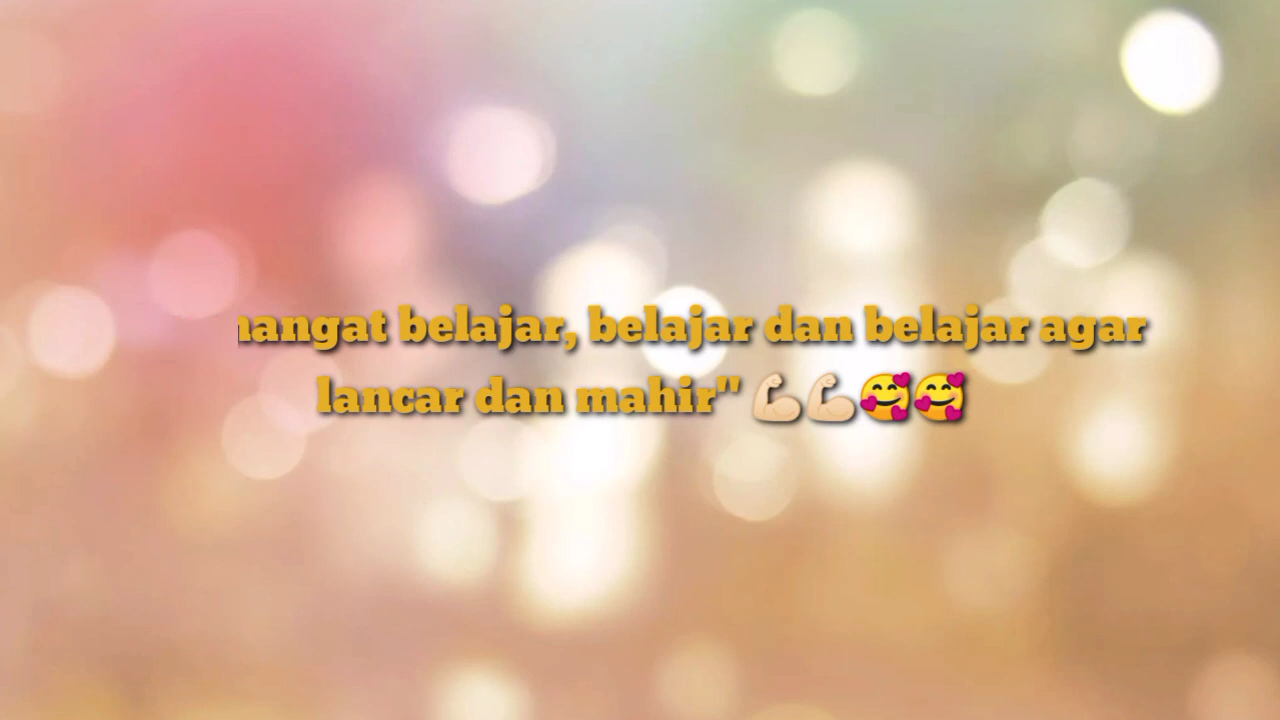 belajar, belajar dan belajar agar
lancar dan mahir" 💪🏻💪🏻🥰🥰